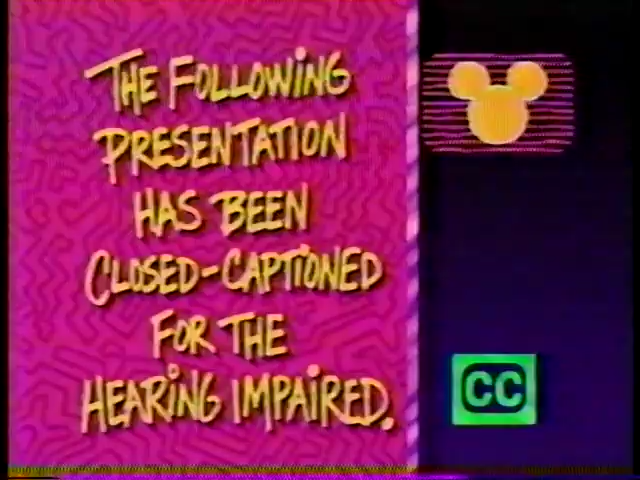 THE FOLLOWING
PRESENTATION
HAS BEEN
CLOSED-CAPTIONED
FOR THE
HEARING IMPAIRED.
CC